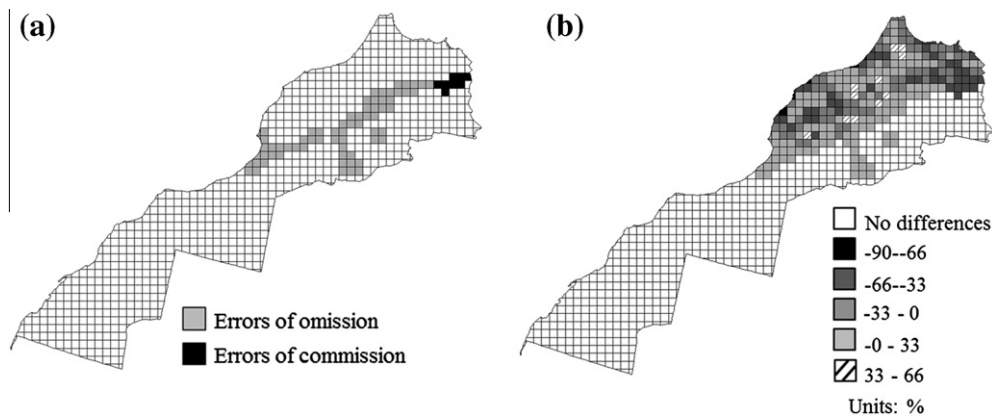 (a)
Errors of omission
Errors of commission
(b)
No differences
-90--66
-66--33
-33 - 0
-0 - 33
33 - 66
Units: %